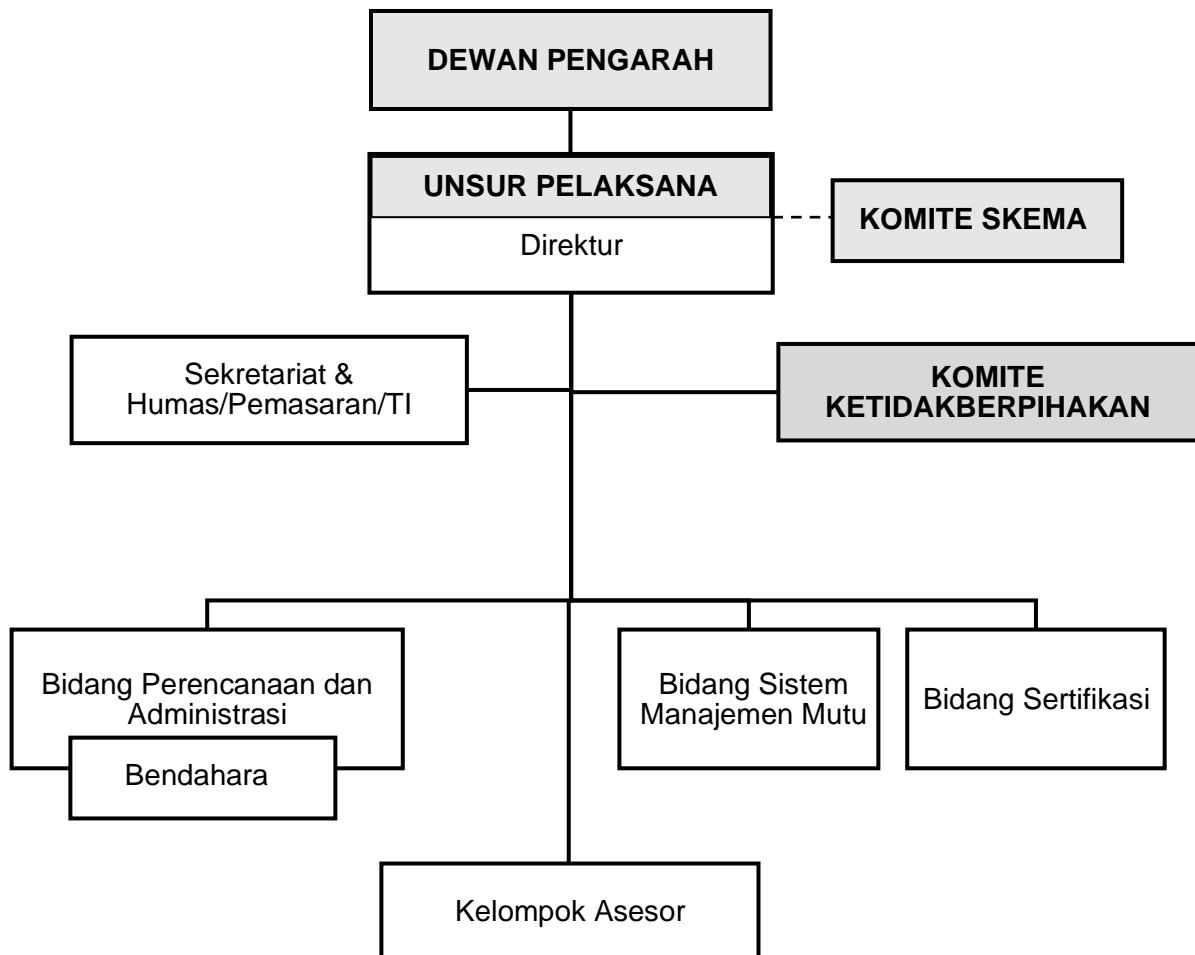 DEWAN PENGARAH
UNSUR PELAKSANA
Direktur
KOMITE SKEMA
Sekretariat &
Humas/Pemasaran/TI
KOMITE
KETIDAKBERPIHAKAN
Bidang Perencanaan dan
Administrasi
Bendahara
Bidang Sistem
Manajemen Mutu
Bidang Sertifikasi
Kelompok Asesor